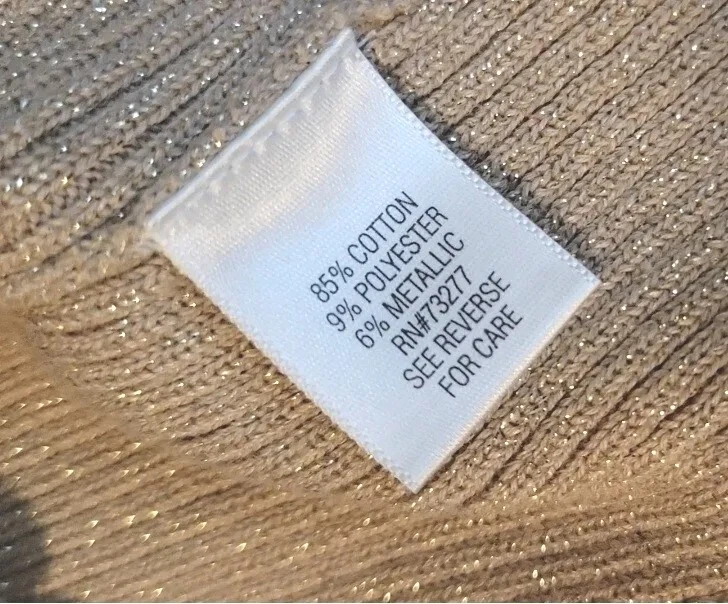 85% COTTON
9% POLYESTER
6% METALLIC
RN#73277
SEE REVERSE
FOR CARE